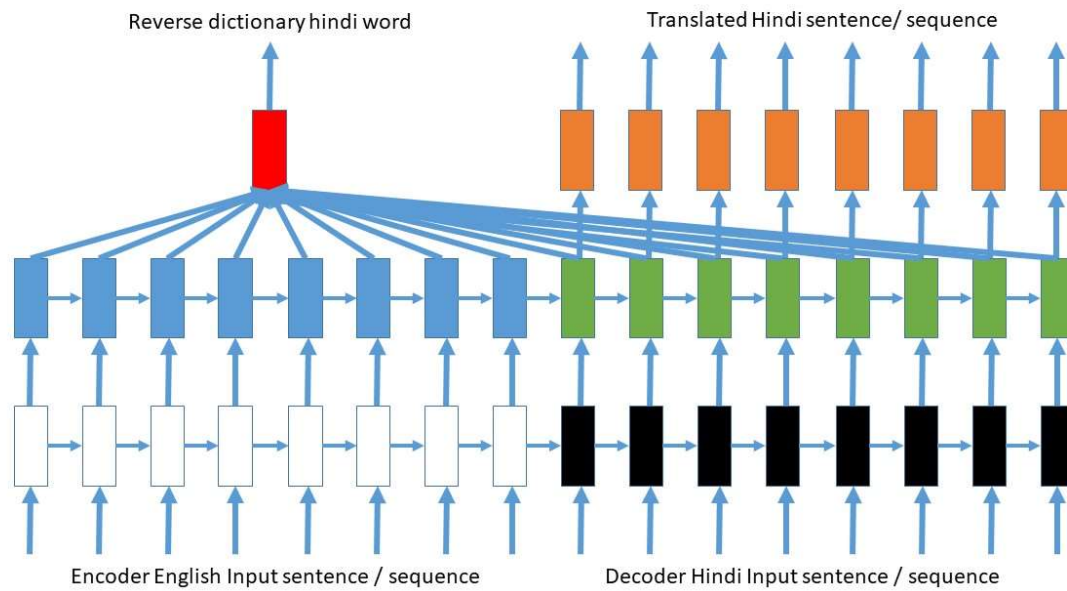 Reverse dictionary hindi word
Translated Hindi sentence/ sequence
Encoder English Input sentence / sequence
Decoder Hindi Input sentence / sequence